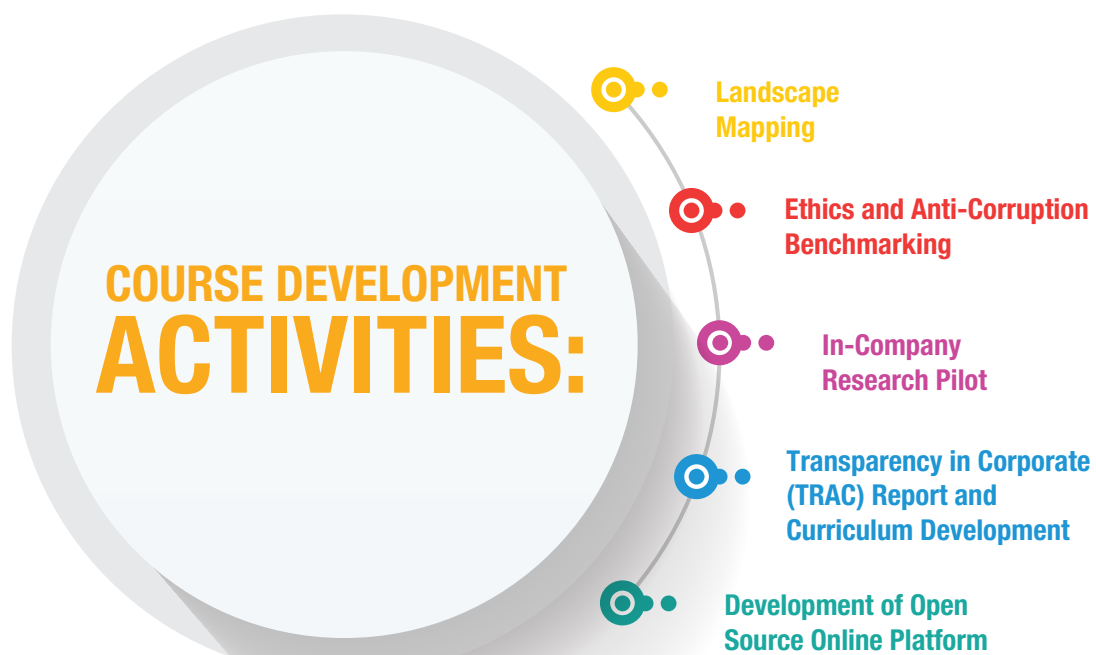 COURSE DEVELOPMENT
ACTIVITIES:
Landscape
Mapping
Ethics and Anti-Corruption
Benchmarking
In-Company
Research Pilot
Transparency in Corporate
(TRAC) Report and
Curriculum Development
Development of Open
Source Online Platform